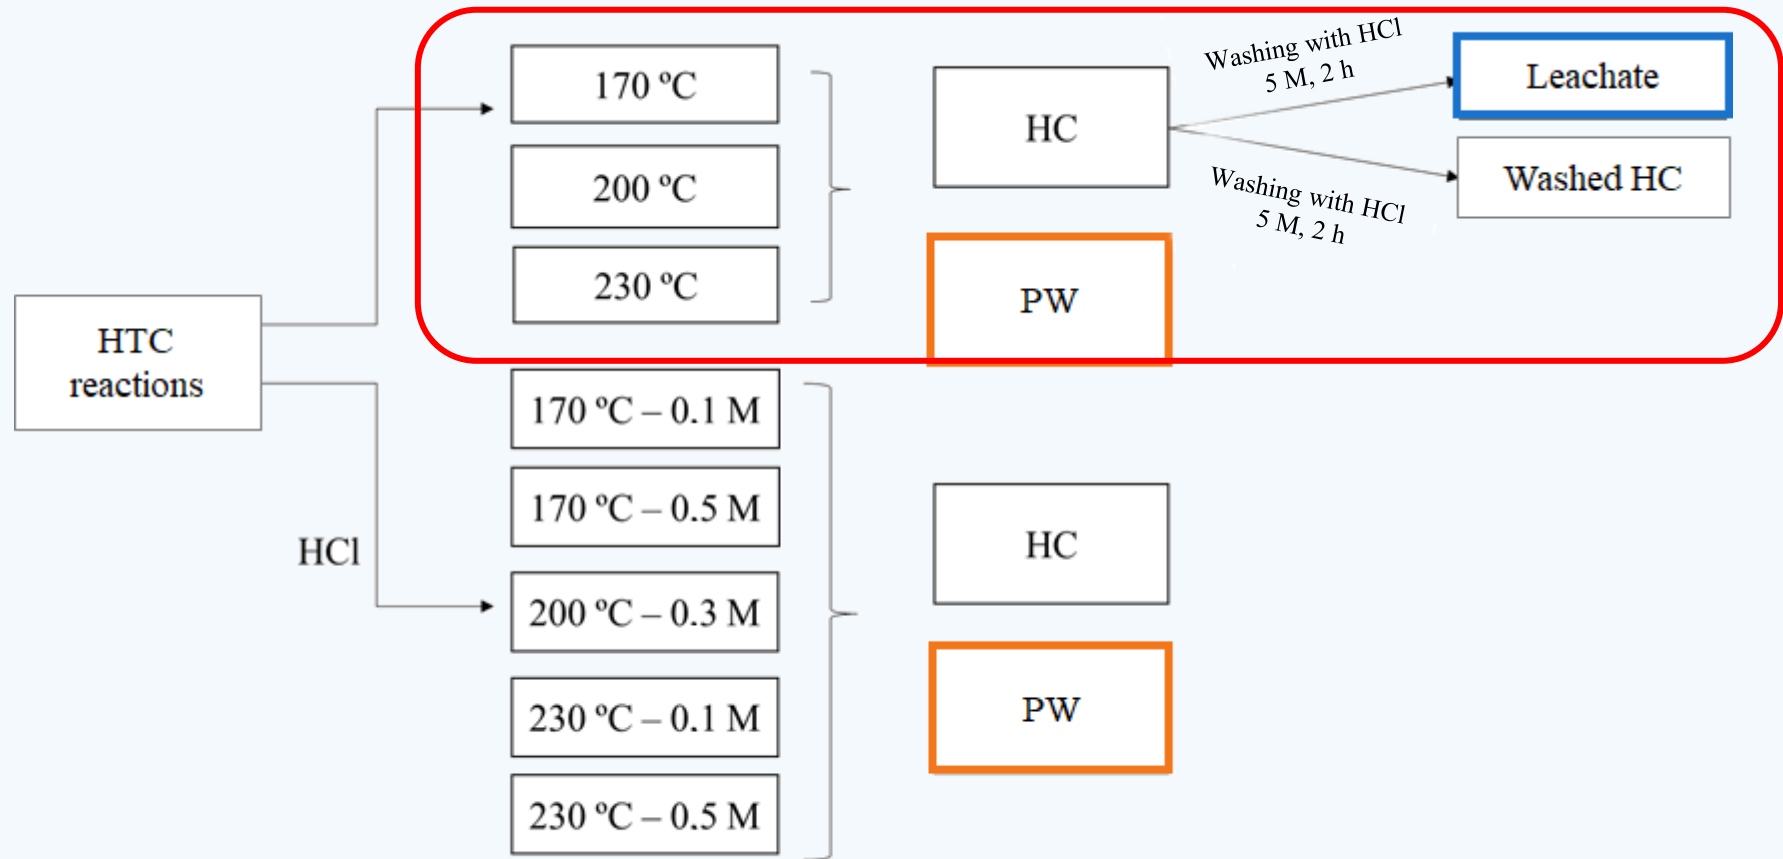 170 ºC
200 ºC
230 ºC
HC
PW
Washing with HCl
5 M, 2 h
Leachate
Washed HC
Washing with HCl
5 M, 2 h
HTC
reactions
HCl
170 ºC – 0.1 M
170 ºC – 0.5 M
200 ºC – 0.3 M
230 ºC – 0.1 M
230 ºC – 0.5 M
HC
PW